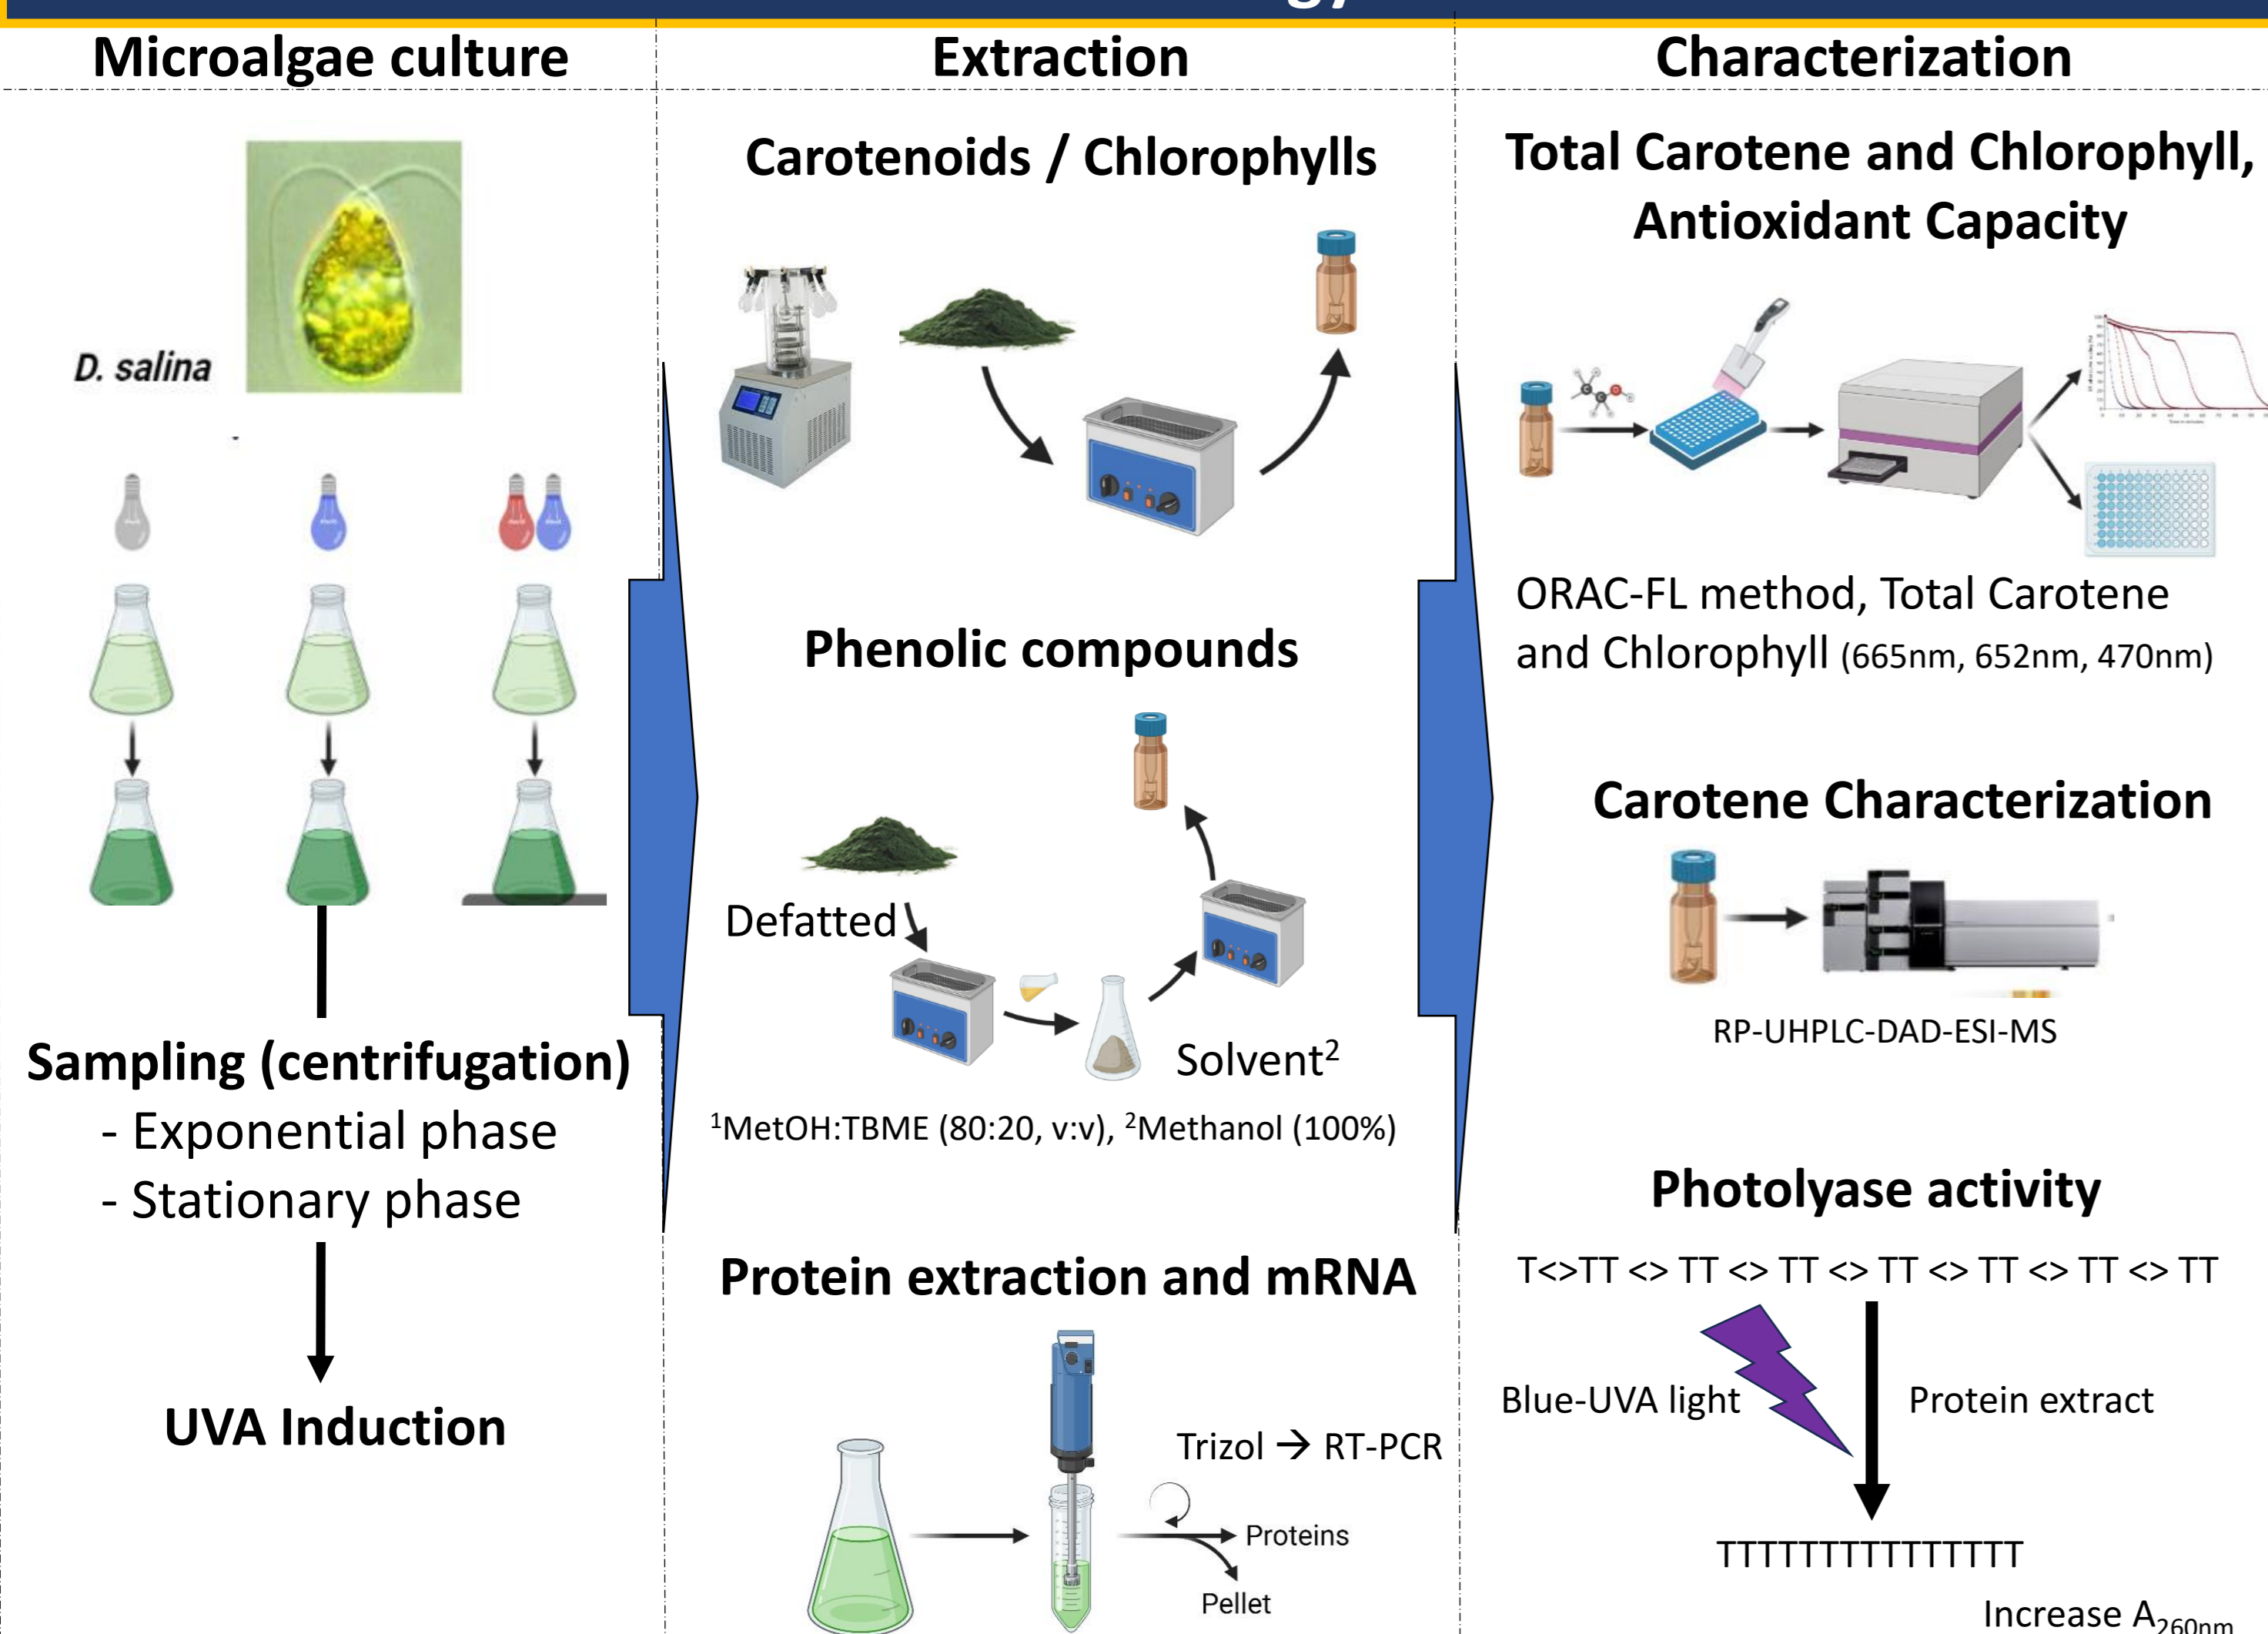 Microalgae culture
D. salina
Sampling (centrifugation)
- Exponential phase
- Stationary phase
UVA Induction
Extraction
Carotenoids / Chlorophylls
Phenolic compounds
Defatted
Solvent²
¹MetOH:TBME (80:20, v:v), ²Methanol (100%)
Protein extraction and mRNA
Trizol → RT-PCR
Proteins
Pellet
Characterization
Total Carotene and Chlorophyll,
Antioxidant Capacity
ORAC-FL method, Total Carotene
and Chlorophyll (665nm, 652nm, 470nm)
Carotene Characterization
RP-UHPLC-DAD-ESI-MS
Photolyase activity
T<>TT <> TT <> TT <> TT <> TT <> TT <> TT
Blue-UVA light
Protein extract
TTTTTTTTTTTTTTT
Increase A260nm